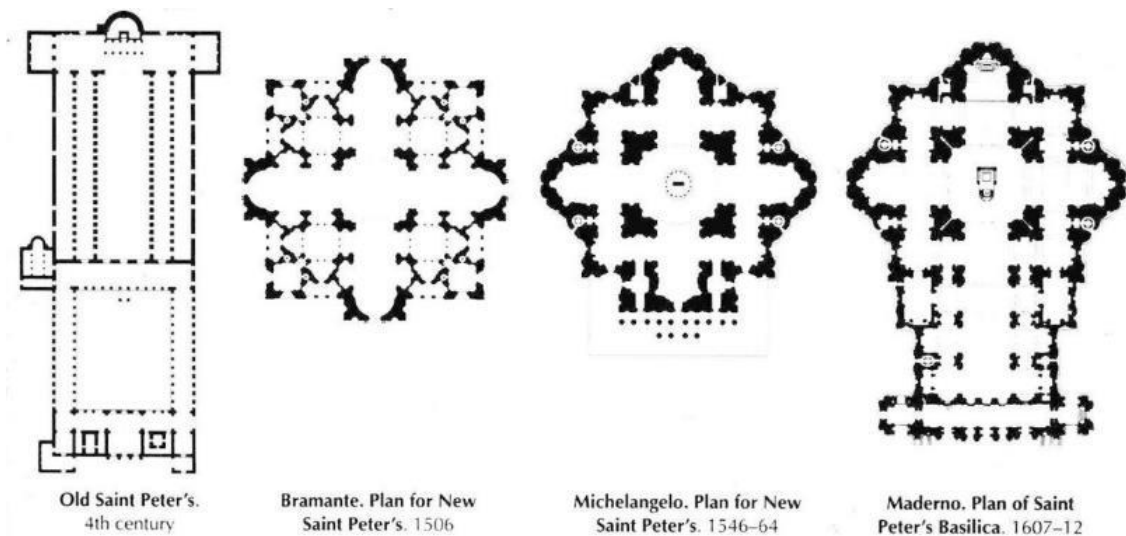 Old Saint Peter's.
4th century
Bramante. Plan for New
Saint Peter's. 1506
Michelangelo. Plan for New
Saint Peter's. 1546–64
Maderno. Plan of Saint
Peter's Basilica. 1607–12